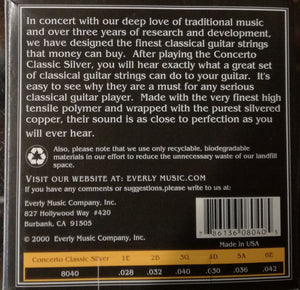 In concert with our deep love of traditional music
and over three years of research and development,
we have designed the finest classical guitar strings
that money can buy. After playing the Concerto
Classic Silver, you will hear exactly what a great set
of classical guitar strings can do to your guitar. It's
easy to see why they are a must for any serious
classical guitar player. Made with the very finest high
tensile polymer and wrapped with the purest silvered
copper, their sound is as close to perfection as you
will ever hear.
Also, please note that we use only recyclable, biodegradable
materials in our effort to reduce the unnecessary waste of our landfill
space.
Visit our website at: Everly Music.com
If you have any comments or suggestions,please write to us at:
Everly Music Company, Inc.
827 Hollywood Way #420
Burbank, CA 91505
© 2000 Everly Music Company, Inc.
7 86136 08040 5
Made in USA
Concerto Classic Silver 1E 2B 3G 4D 5A 6E
8040 .028 .032 .040 .030 .036 .042